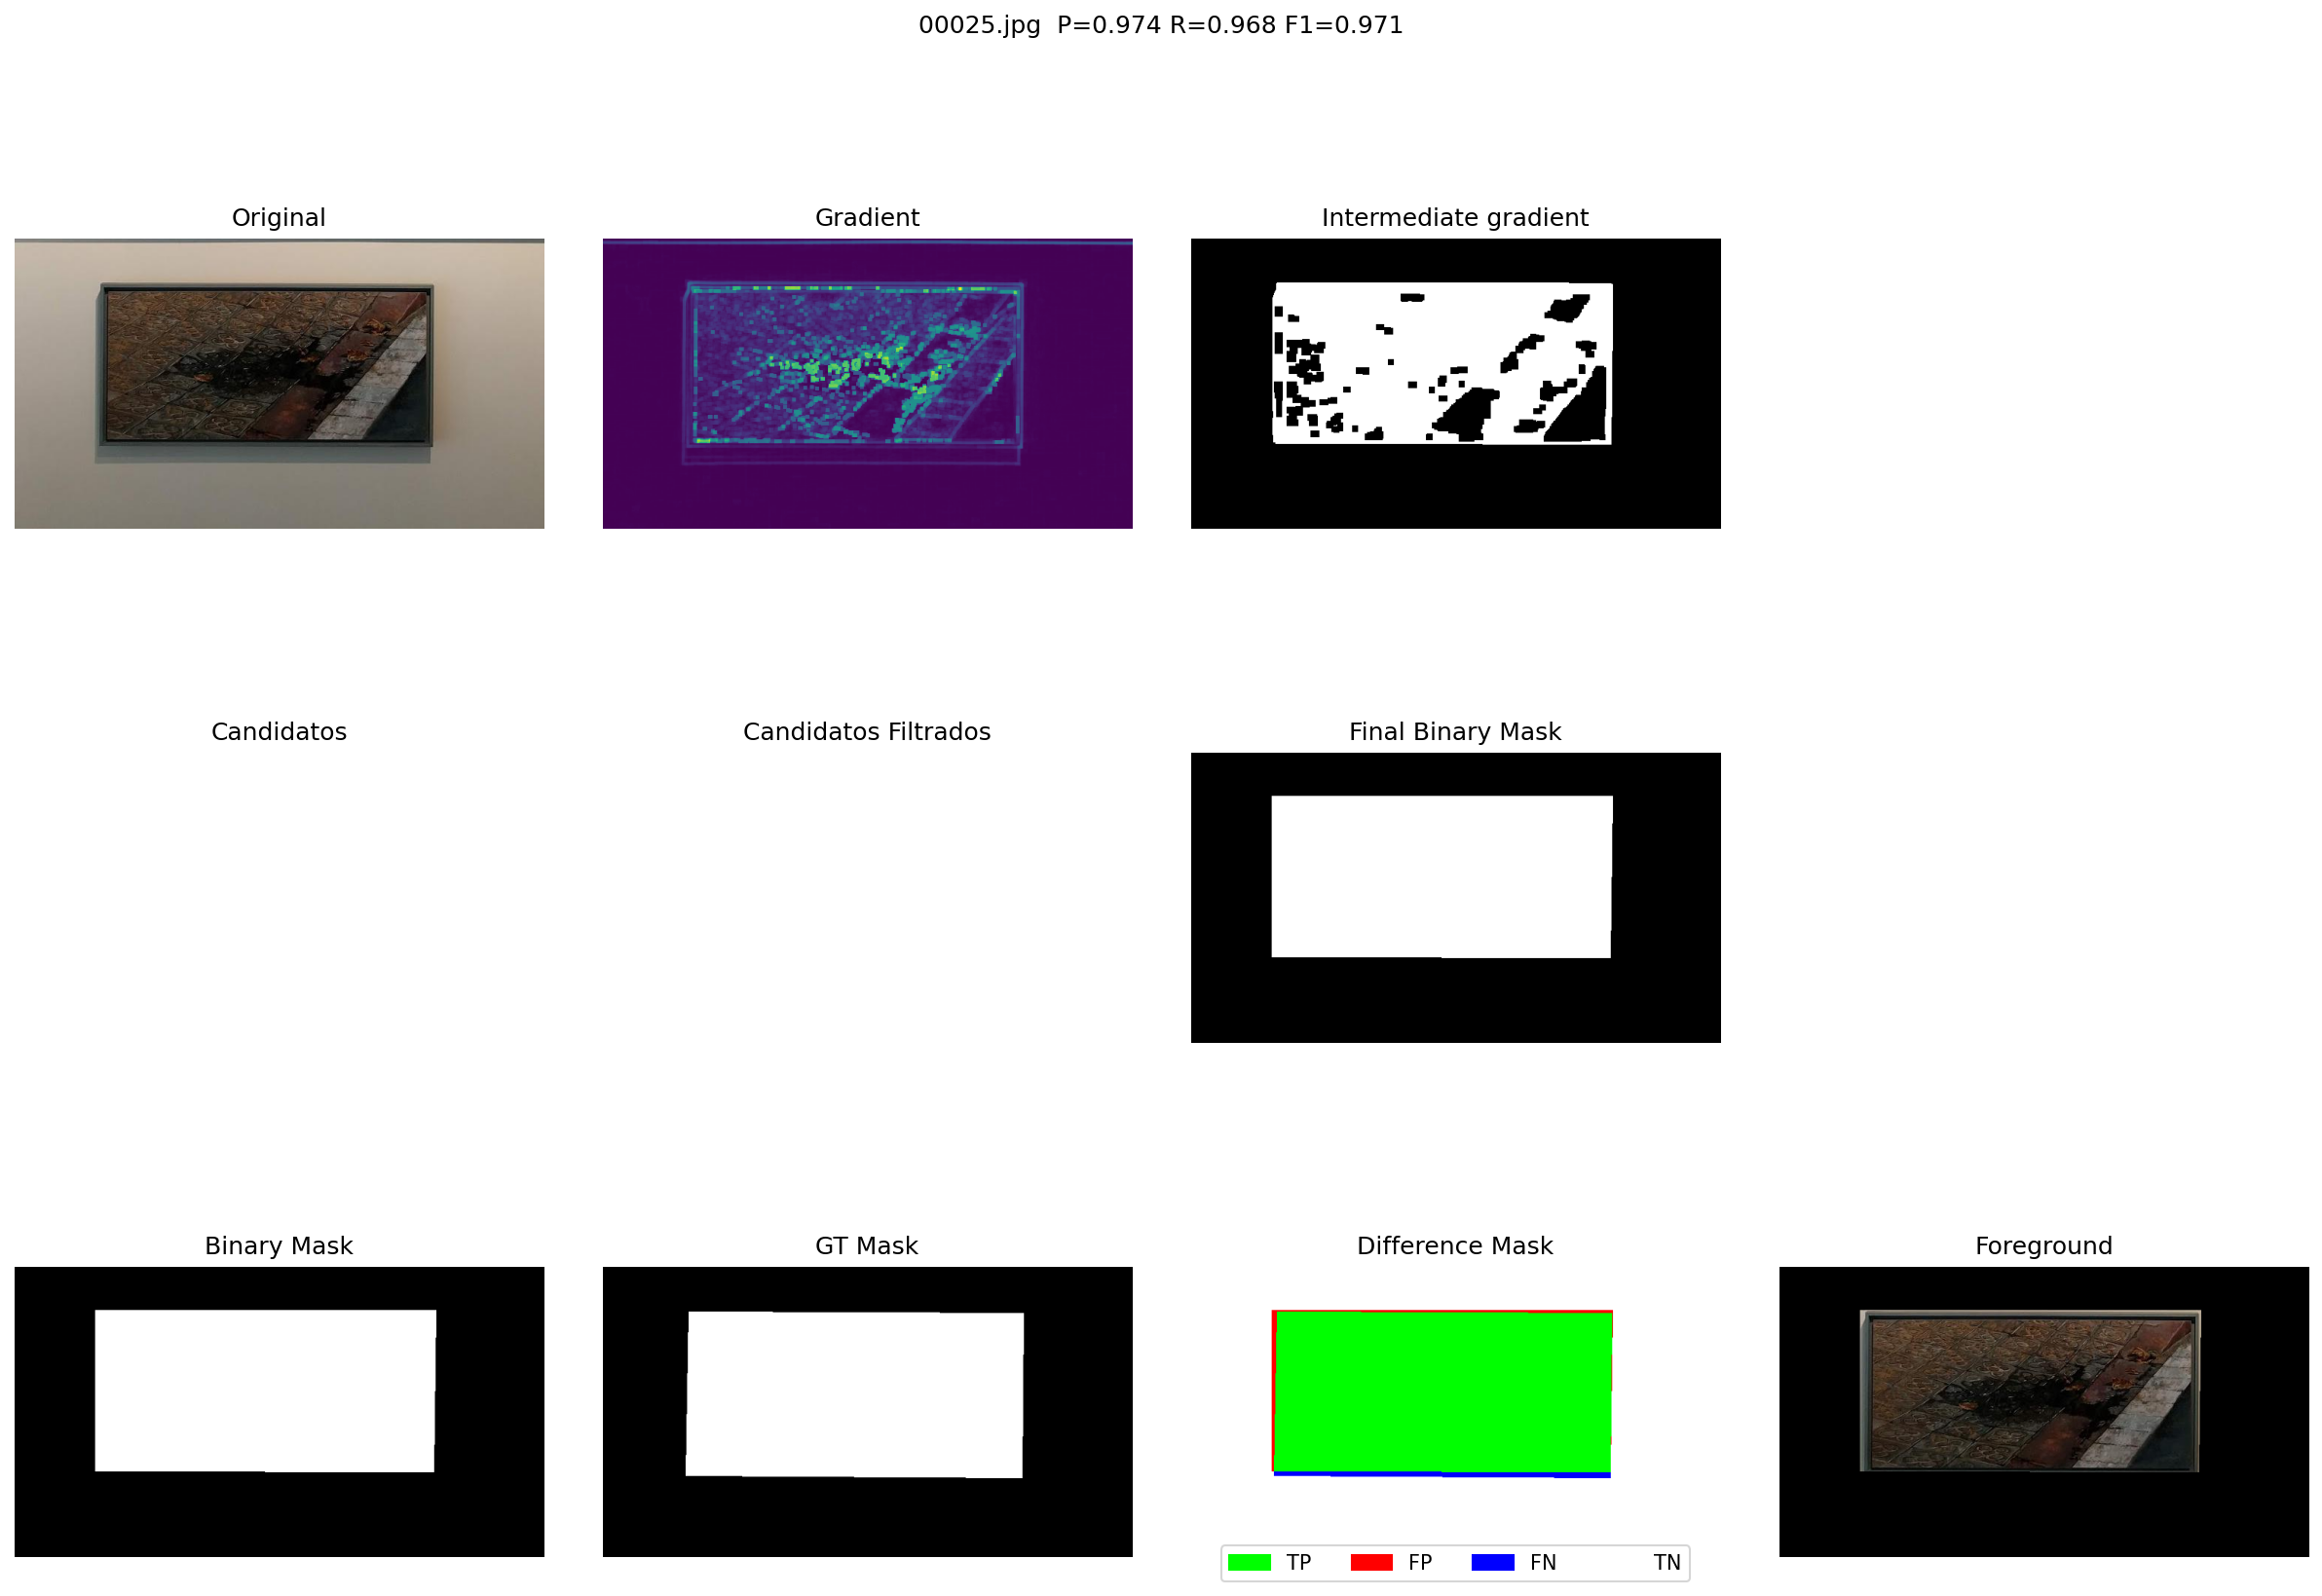 00025.jpg  P=0.974 R=0.968 F1=0.971
Original
Gradient
Intermediate gradient
Candidatos
Candidatos Filtrados
Final Binary Mask
Binary Mask
GT Mask
Difference Mask
Foreground
TP
FP
FN
TN